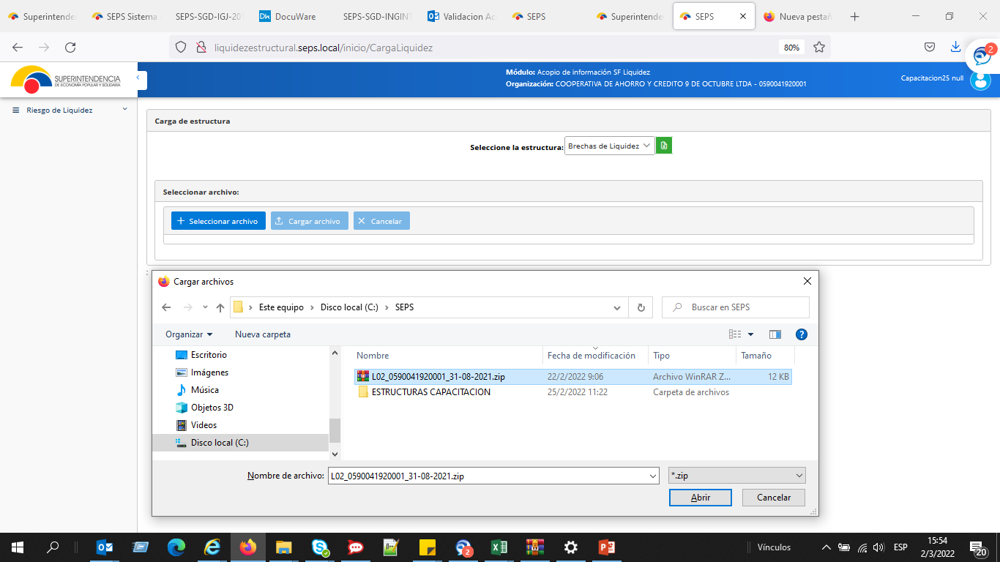 Superintenden
SEPS Sistema
SEPS-SGD-IGJ-201
DocuWare
SEPS-SGD-INGINT
Validacion Ac
SEPS
Superintenden
SEPS
Nueva pestañ
liquidezestructural.seps.local/inicio/CargaLiquidez
80%
2
SUPERINTENDENCIA
DE ECONOMÍA POPULAR Y SOLIDARIA
Módulo: Acopio de información SF Liquidez
Organización: COOPERATIVA DE AHORRO Y CREDITO 9 DE OCTUBRE LTDA - 0590041920001
Capacitacion25 null
Riesgo de Liquidez
Carga de estructura
Seleccione la estructura: Brechas de Liquidez
Seleccionar archivo:
Seleccionar archivo
Cargar archivo
Cancelar
Cargar archivos
Este equipo
Disco local (C:)
SEPS
Buscar en SEPS
Organizar
Nueva carpeta
Escritorio
Imágenes
Música
Objetos 3D
Videos
Disco local (C:)
Nombre
Fecha de modificación
Tipo
Tamaño
L02_0590041920001_31-08-2021.zip
22/2/2022 9:06
Archivo WinRAR Z...
12 KB
ESTRUCTURAS CAPACITACION
25/2/2022 11:22
Carpeta de archivos
Nombre de archivo:
L02_0590041920001_31-08-2021.zip
*.zip
Abrir
Cancelar
2
Vínculos
ESP
15:54
2/3/2022
20